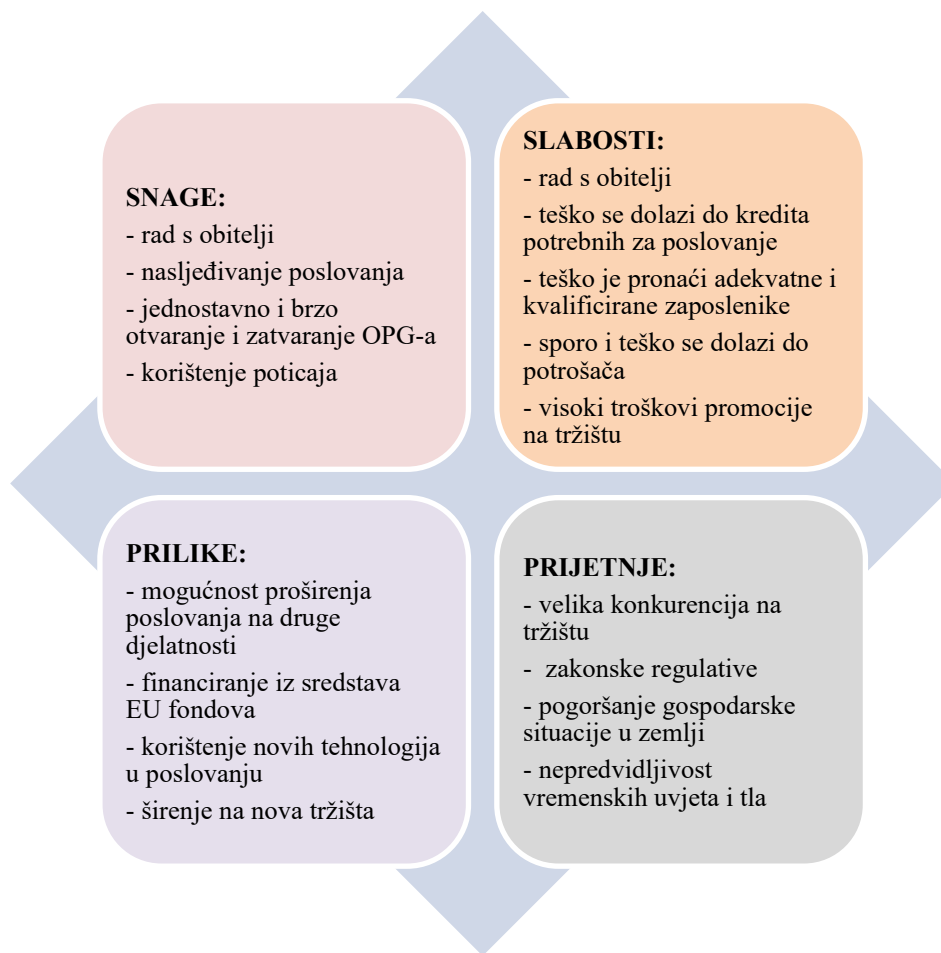 SNAGE:
- rad s obitelji
- nasljeđivanje poslovanja
- jednostavno i brzo
otvaranje i zatvaranje OPG-a
- korištenje poticaja
SLABOSTI:
- rad s obitelji
- teško se dolazi do kredita
potrebnih za poslovanje
- teško je pronaći adekvatne i
kvalificirane zaposlenike
- sporo i teško se dolazi do
potrošača
- visoki troškovi promocije
na tržištu
PRILIKE:
- mogućnost proširenja
poslovanja na druge
djelatnosti
- financiranje iz sredstava
EU fondova
- korištenje novih tehnologija
u poslovanju
- širenje na nova tržišta
PRIJETNJE:
- velika konkurencija na
tržištu
- zakonske regulative
- pogoršanje gospodarske
situacije u zemlji
- nepredvidljivost
vremenskih uvjeta i tla